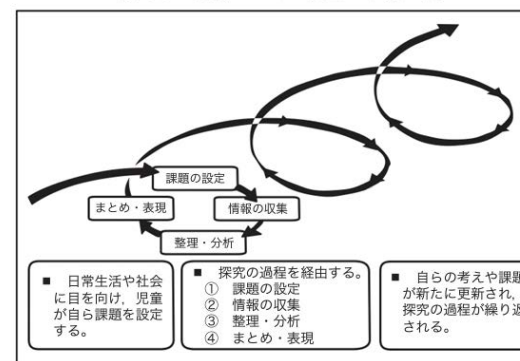 課題の設定
まとめ・表現
情報の収集
整理・分析
■ 日常生活や社会
に目を向け，児童
が自ら課題を設定
する。
■ 探究の過程を経由する。
① 課題の設定
② 情報の収集
③ 整理・分析
④ まとめ・表現
■ 自らの考えや課題
が新たに更新され，
探究の過程が繰り返
される。